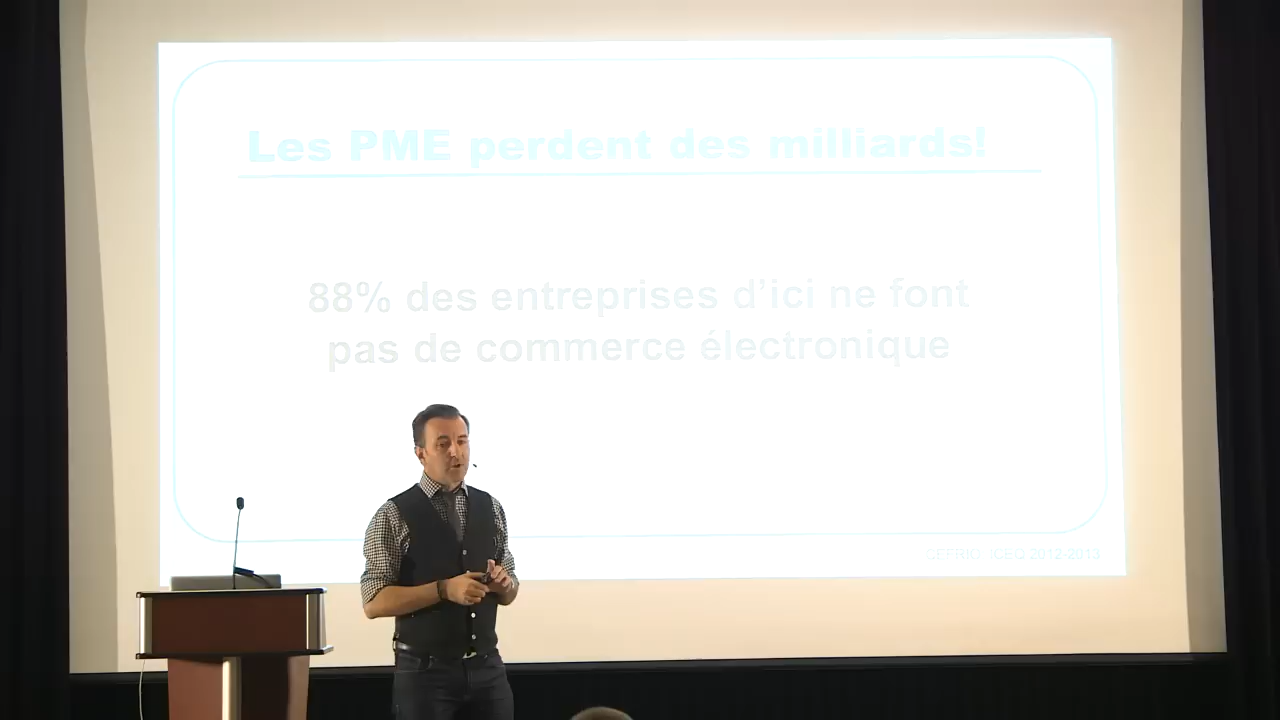 Les PME perdent des milliards!
88% des entreprises d'ici ne font
pas de commerce électronique
CEFRIO, ICEQ 2012-2013